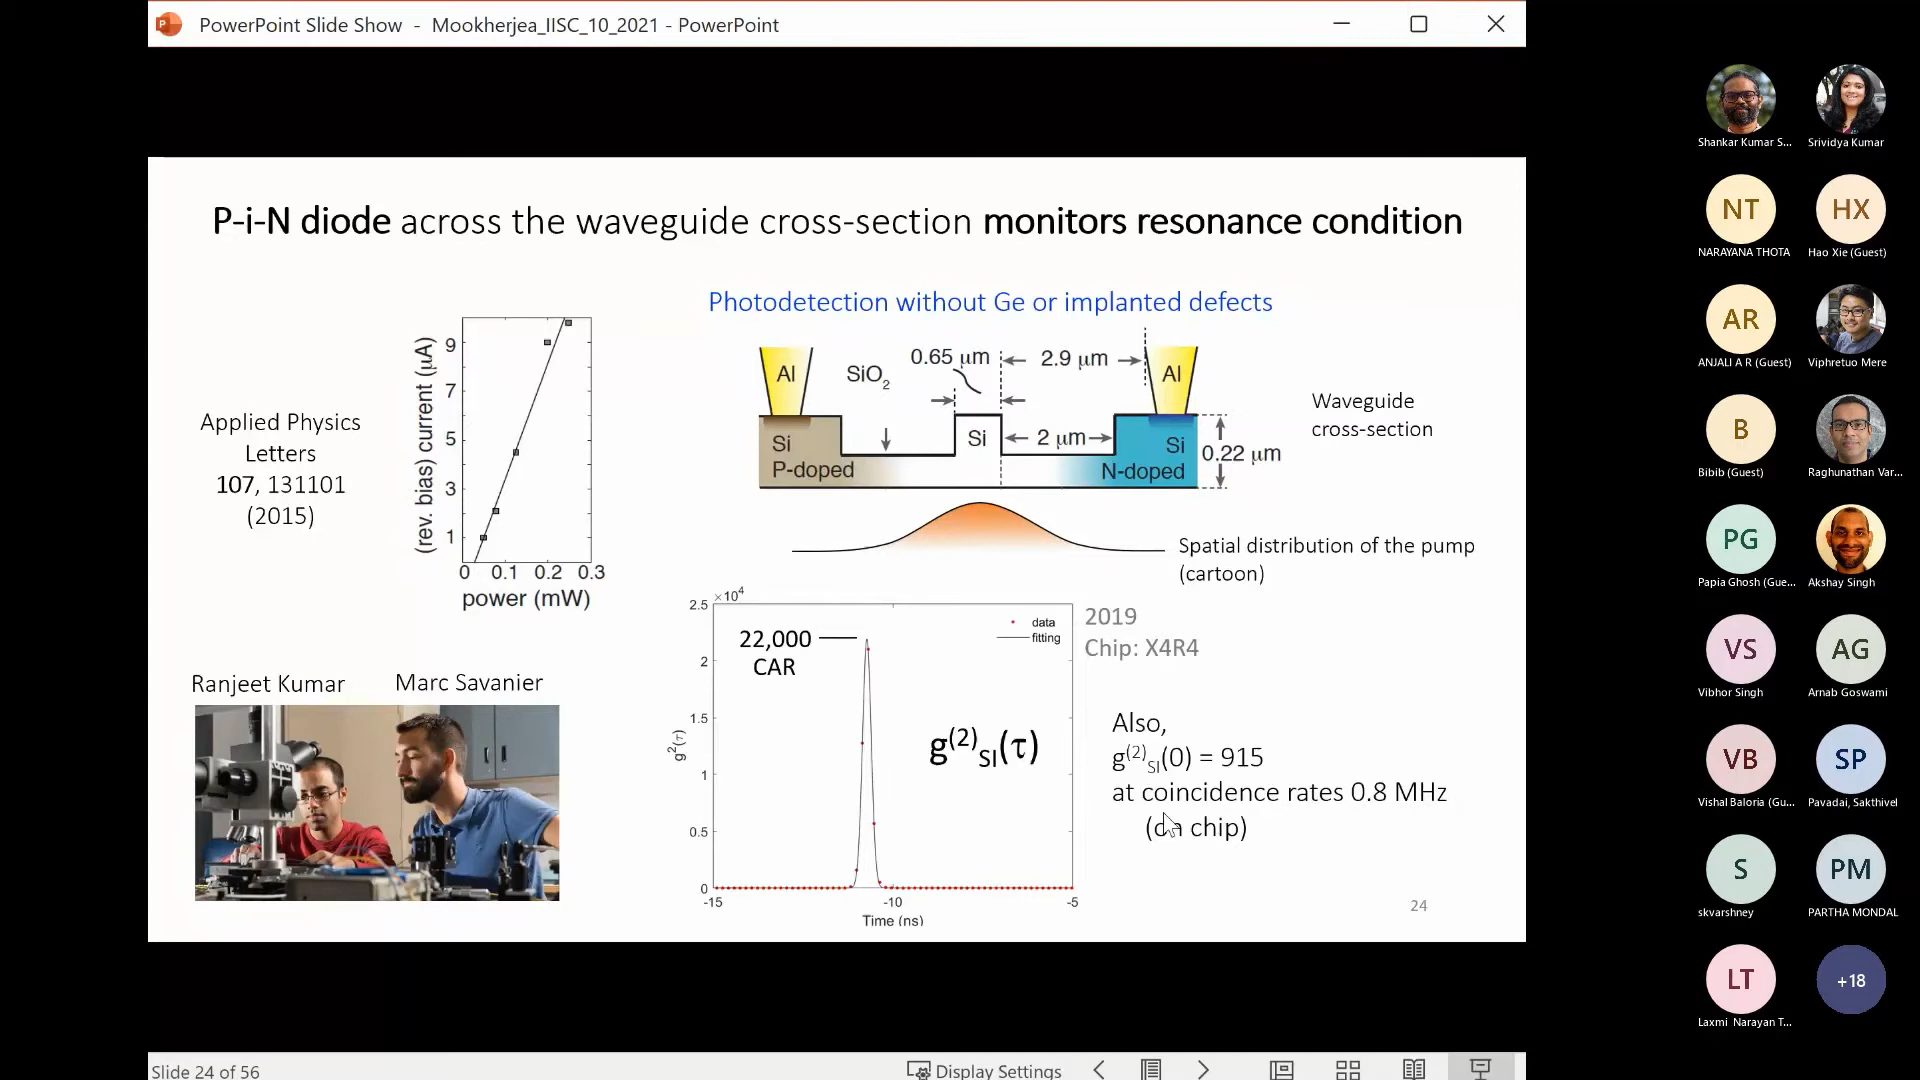 PowerPoint Slide Show - Mookherjea_IISC_10_2021 - PowerPoint
P-i-N diode across the waveguide cross-section monitors resonance condition
Photodetection without Ge or implanted defects
Applied Physics
Letters
107, 131101
(2015)
(rev. bias) current (μA)
9
7
5
3
1
0 0.1 0.2 0.3
power (mW)
Al
SiO2
0.65 μm
2.9 μm
Al
Si
P-doped
Si
2 μm
Si
N-doped
0.22 μm
Waveguide
cross-section
Spatial distribution of the pump
(cartoon)
Ranjeet Kumar
Marc Savanier
×10⁴
2.5
2
1.5
1
0.5
0
g²(τ)
22,000
CAR
data
fitting
g⁽²⁾SI(τ)
-15 -10 -5
Time (ns)
2019
Chip: X4R4
Also,
g⁽²⁾SI(0) = 915
at coincidence rates 0.8 MHz
(on chip)
24
Slide 24 of 56
Display Settings
Shankar Kumar S...
Srividya Kumar
NT
HX
NARAYANA THOTA
Hao Xie (Guest)
AR
ANJALI A R (Guest)
Viphretuo Mere
B
Bibib (Guest)
Raghunathan Var...
PG
Papia Ghosh (Gue...
Akshay Singh
VS
AG
Vibhor Singh
Arnab Goswami
VB
SP
Vishal Baloria (Gu...
Pavadai, Sakthivel
S
PM
skvarshney
PARTHA MONDAL
LT
+18
Laxmi Narayan T...